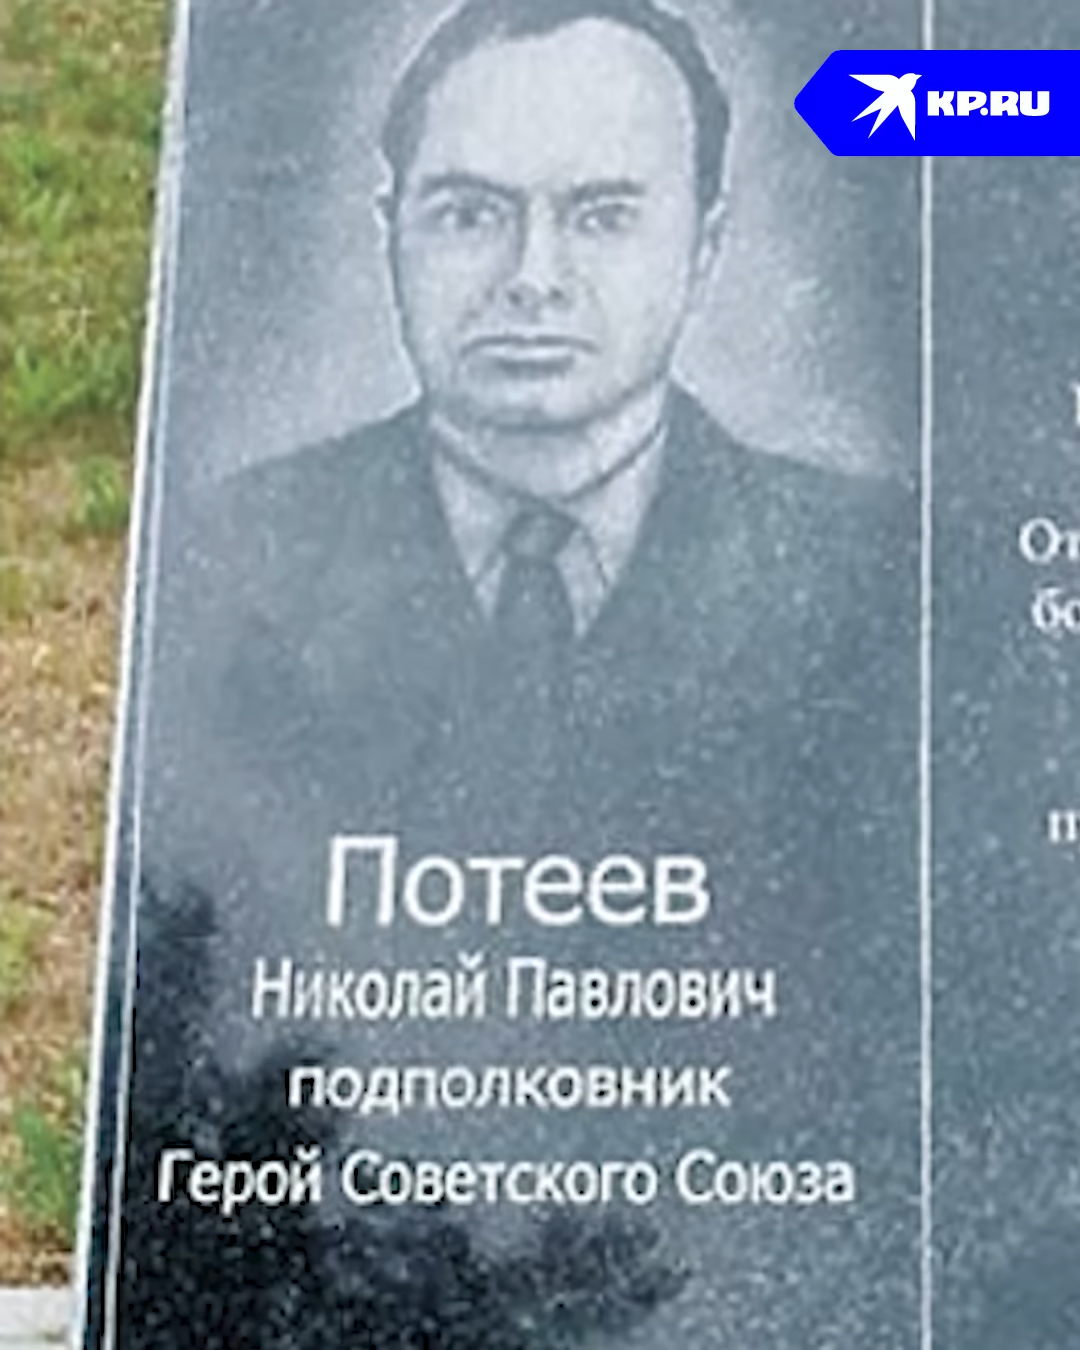 KP.RU
Потеев
Николай Павлович
подполковник
Герой Советского Союза